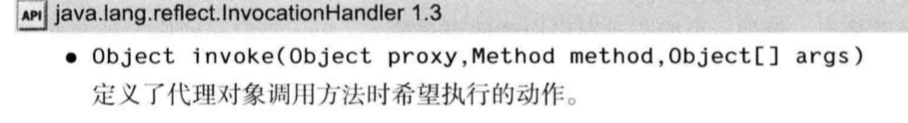 API java.lang.reflect.InvocationHandler 1.3
• Object invoke(Object proxy,Method method,Object[] args)
定义了代理对象调用方法时希望执行的动作。